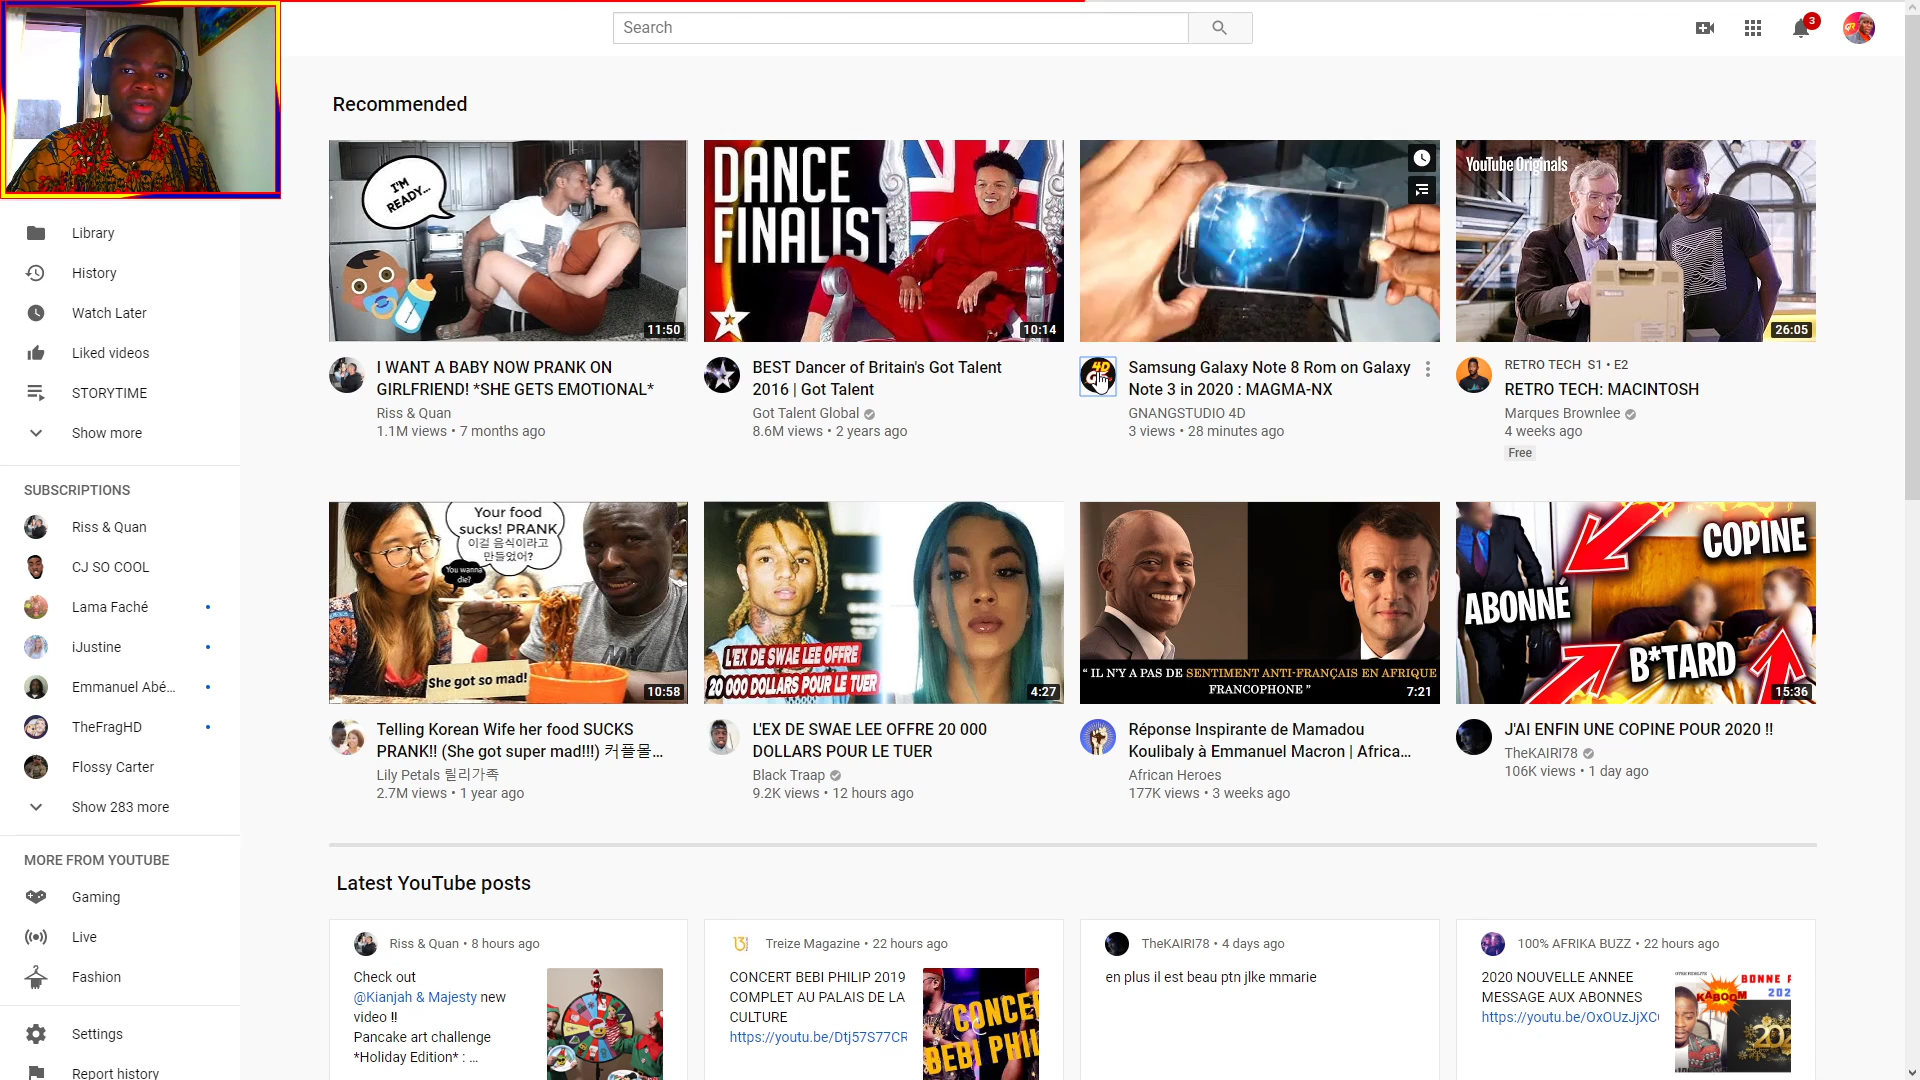 Search
3
Recommended
I'M
READY...
11:50
I WANT A BABY NOW PRANK ON
GIRLFRIEND! *SHE GETS EMOTIONAL*
Riss & Quan
1.1M views • 7 months ago
DANCE
FINALIST
10:14
BEST Dancer of Britain's Got Talent
2016 | Got Talent
Got Talent Global
8.6M views • 2 years ago
4D
Samsung Galaxy Note 8 Rom on Galaxy
Note 3 in 2020 : MAGMA-NX
GNANGSTUDIO 4D
3 views • 28 minutes ago
YouTube Originals
26:05
RETRO TECH S1 • E2
RETRO TECH: MACINTOSH
Marques Brownlee
4 weeks ago
Free
Library
History
Watch Later
Liked videos
STORYTIME
Show more
SUBSCRIPTIONS
Riss & Quan
CJ SO COOL
Lama Faché
iJustine
Emmanuel Abé...
TheFragHD
Flossy Carter
Show 283 more
MORE FROM YOUTUBE
Gaming
Live
Fashion
Settings
Report history
Your food
sucks! PRANK
이걸 음식이라고
만들었어?
You wanna
die?
She got so mad!
10:58
Telling Korean Wife her food SUCKS
PRANK!! (She got super mad!!!) 커플몰...
Lily Petals 릴리가족
2.7M views • 1 year ago
L'EX DE SWAE LEE OFFRE
20 000 DOLLARS POUR LE TUER
4:27
L'EX DE SWAE LEE OFFRE 20 000
DOLLARS POUR LE TUER
Black Traap
9.2K views • 12 hours ago
“ IL N'Y A PAS DE SENTIMENT ANTI-FRANÇAIS EN AFRIQUE
FRANCOPHONE ”
7:21
Réponse Inspirante de Mamadou
Koulibaly à Emmanuel Macron | Africa...
African Heroes
177K views • 3 weeks ago
COPINE
ABONNÉ
B*TARD
15:36
J'AI ENFIN UNE COPINE POUR 2020 !!
TheKAIRI78
106K views • 1 day ago
Latest YouTube posts
Riss & Quan • 8 hours ago
Check out
@Kianjah & Majesty new
video !!
Pancake art challenge
*Holiday Edition* : ...
Treize Magazine • 22 hours ago
CONCERT BEBI PHILIP 2019
COMPLET AU PALAIS DE LA
CULTURE
https://youtu.be/Dtj57S77CR
CONCE
BEBI PHIL
TheKAIRI78 • 4 days ago
en plus il est beau ptn jlke mmarie
100% AFRIKA BUZZ • 22 hours ago
2020 NOUVELLE ANNEE
MESSAGE AUX ABONNES
https://youtu.be/OxOUzJjXC
BONNE
202
KABOOM
202